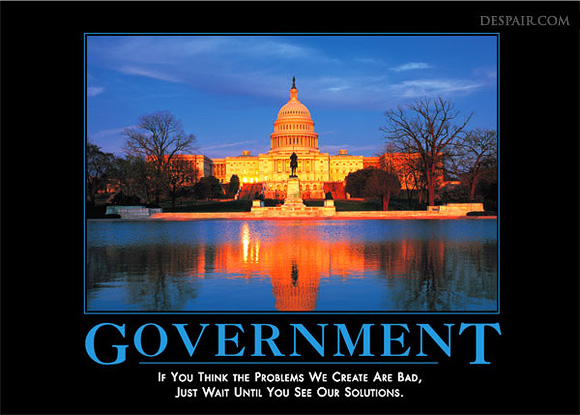 DESPAIR.COM
GOVERNMENT
IF YOU THINK THE PROBLEMS WE CREATE ARE BAD,
JUST WAIT UNTIL YOU SEE OUR SOLUTIONS.